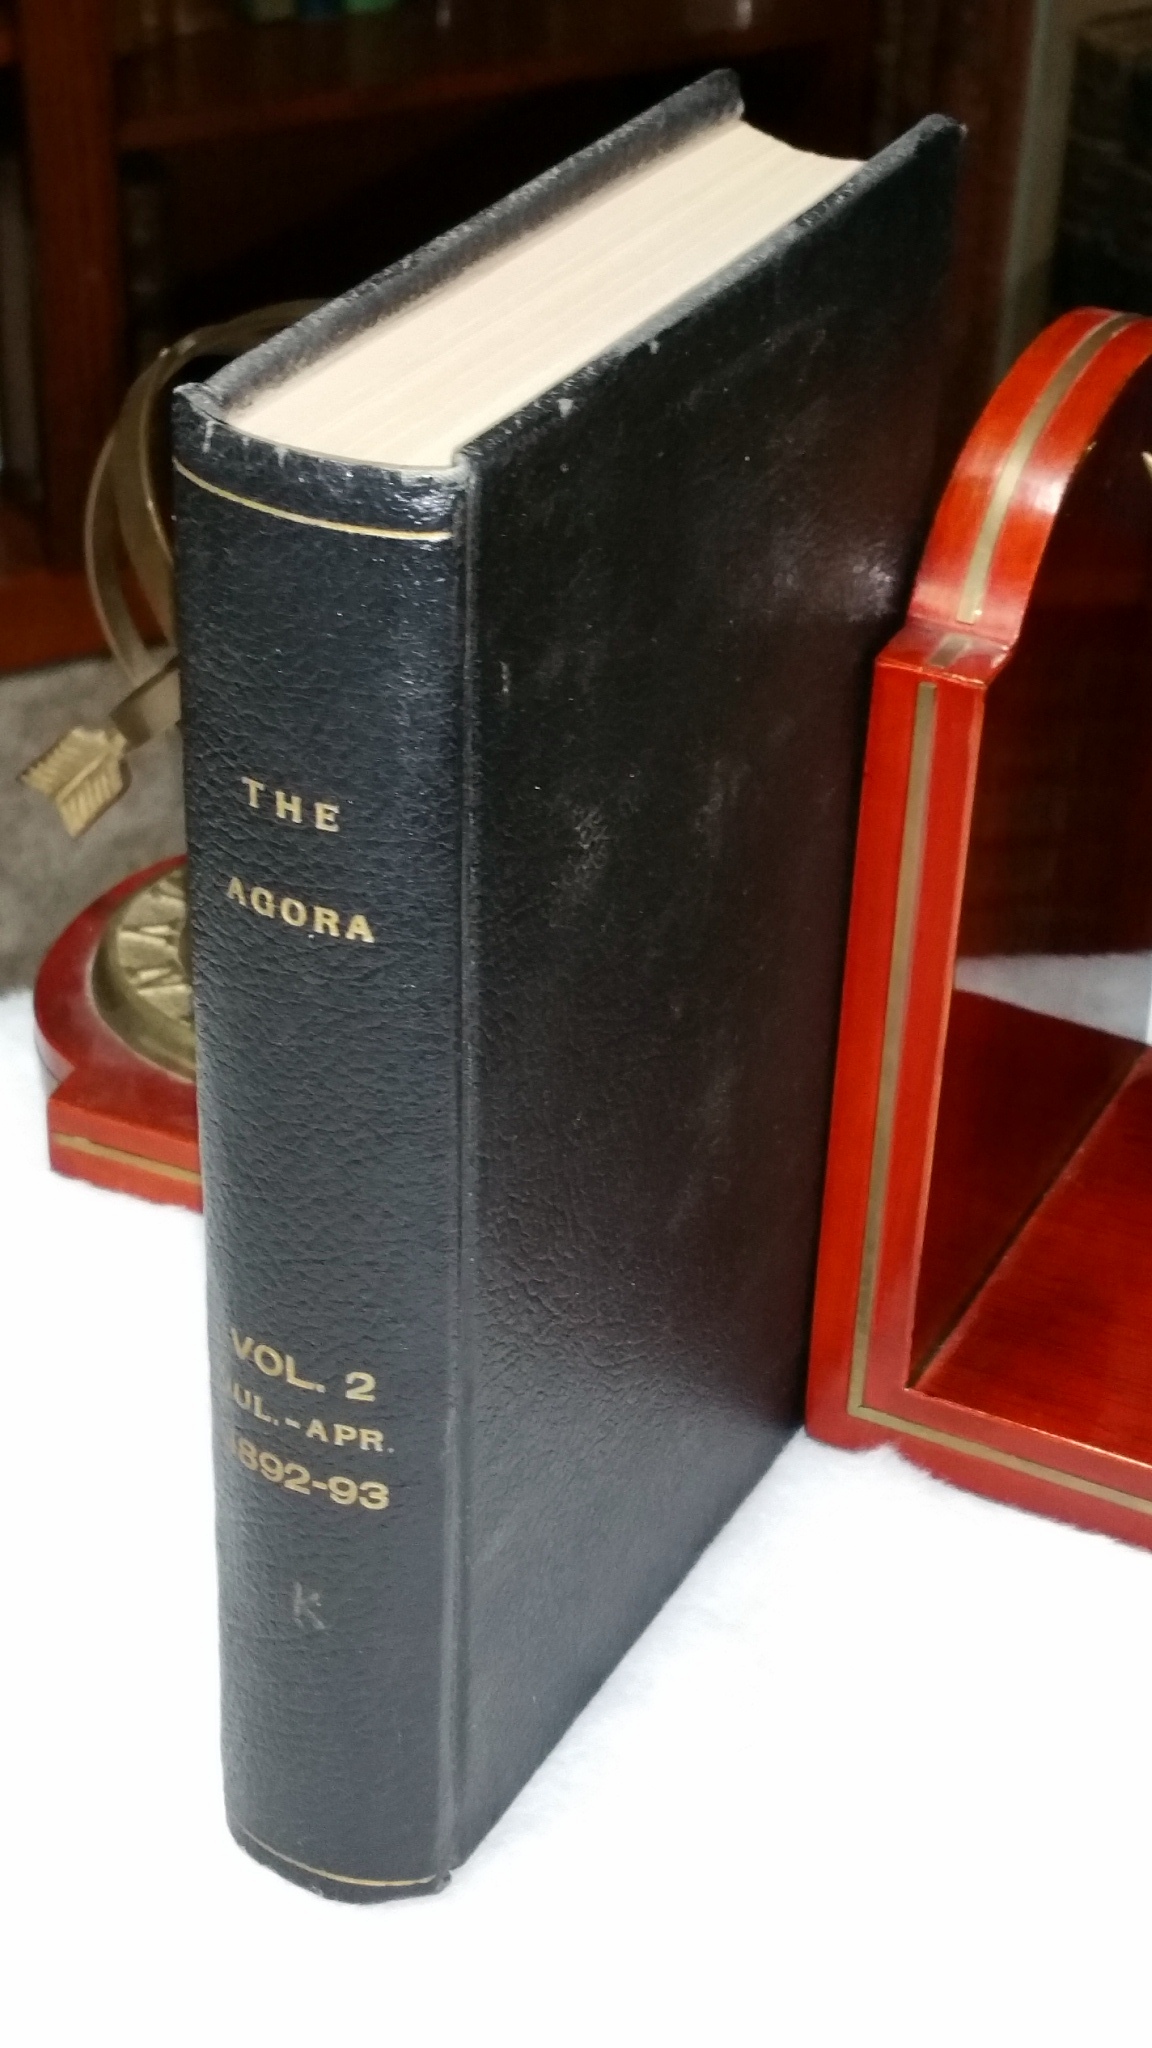 THE
AGORA
VOL. 2
JUL.-APR.
1892-93
K